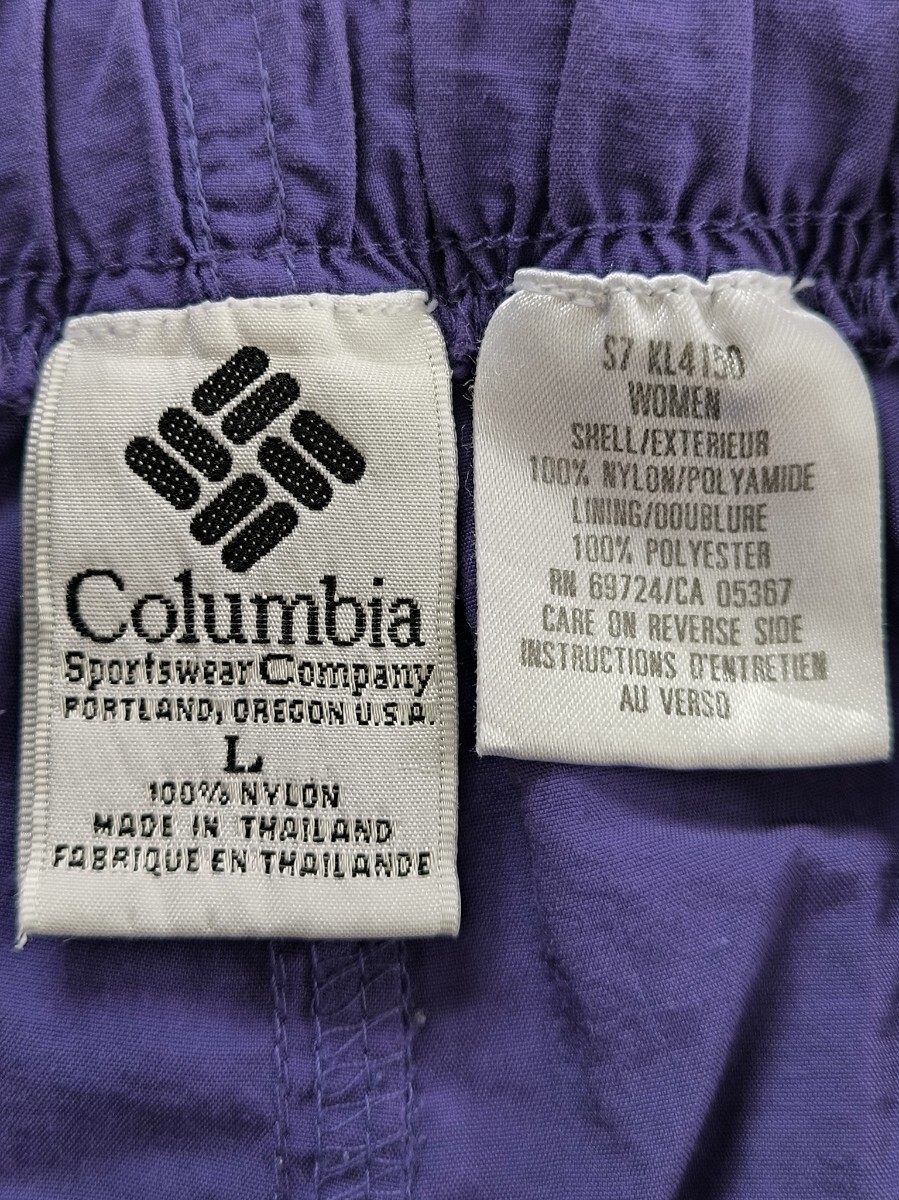 Columbia
Sportswear Company
PORTLAND, OREGON U.S.A.
L
100% NYLON
MADE IN THAILAND
FABRIQUE EN THAILANDE
S7 KL4150
WOMEN
SHELL/EXTERIEUR
100% NYLON/POLYAMIDE
LINING/DOUBLURE
100% POLYESTER
RN 69724/CA 05367
CARE ON REVERSE SIDE
INSTRUCTIONS D'ENTRETIEN
AU VERSO